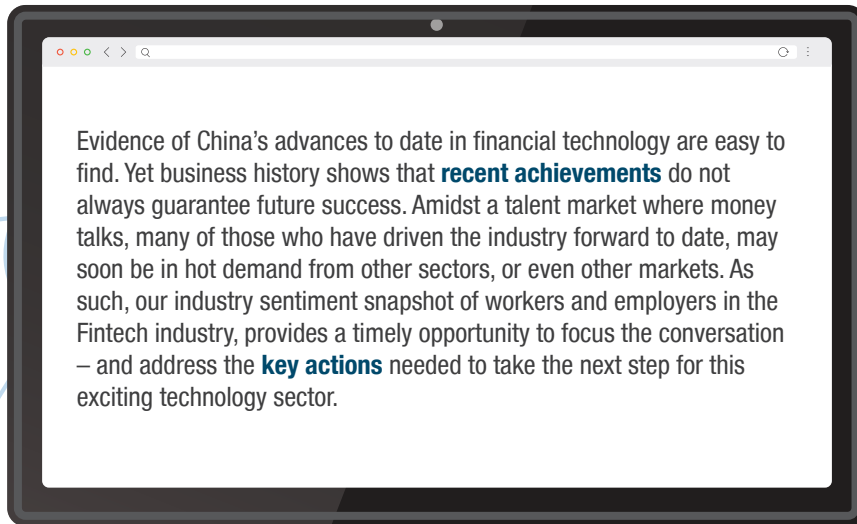 Evidence of China’s advances to date in financial technology are easy to
find. Yet business history shows that recent achievements do not
always guarantee future success. Amidst a talent market where money
talks, many of those who have driven the industry forward to date, may
soon be in hot demand from other sectors, or even other markets. As
such, our industry sentiment snapshot of workers and employers in the
Fintech industry, provides a timely opportunity to focus the conversation
– and address the key actions needed to take the next step for this
exciting technology sector.